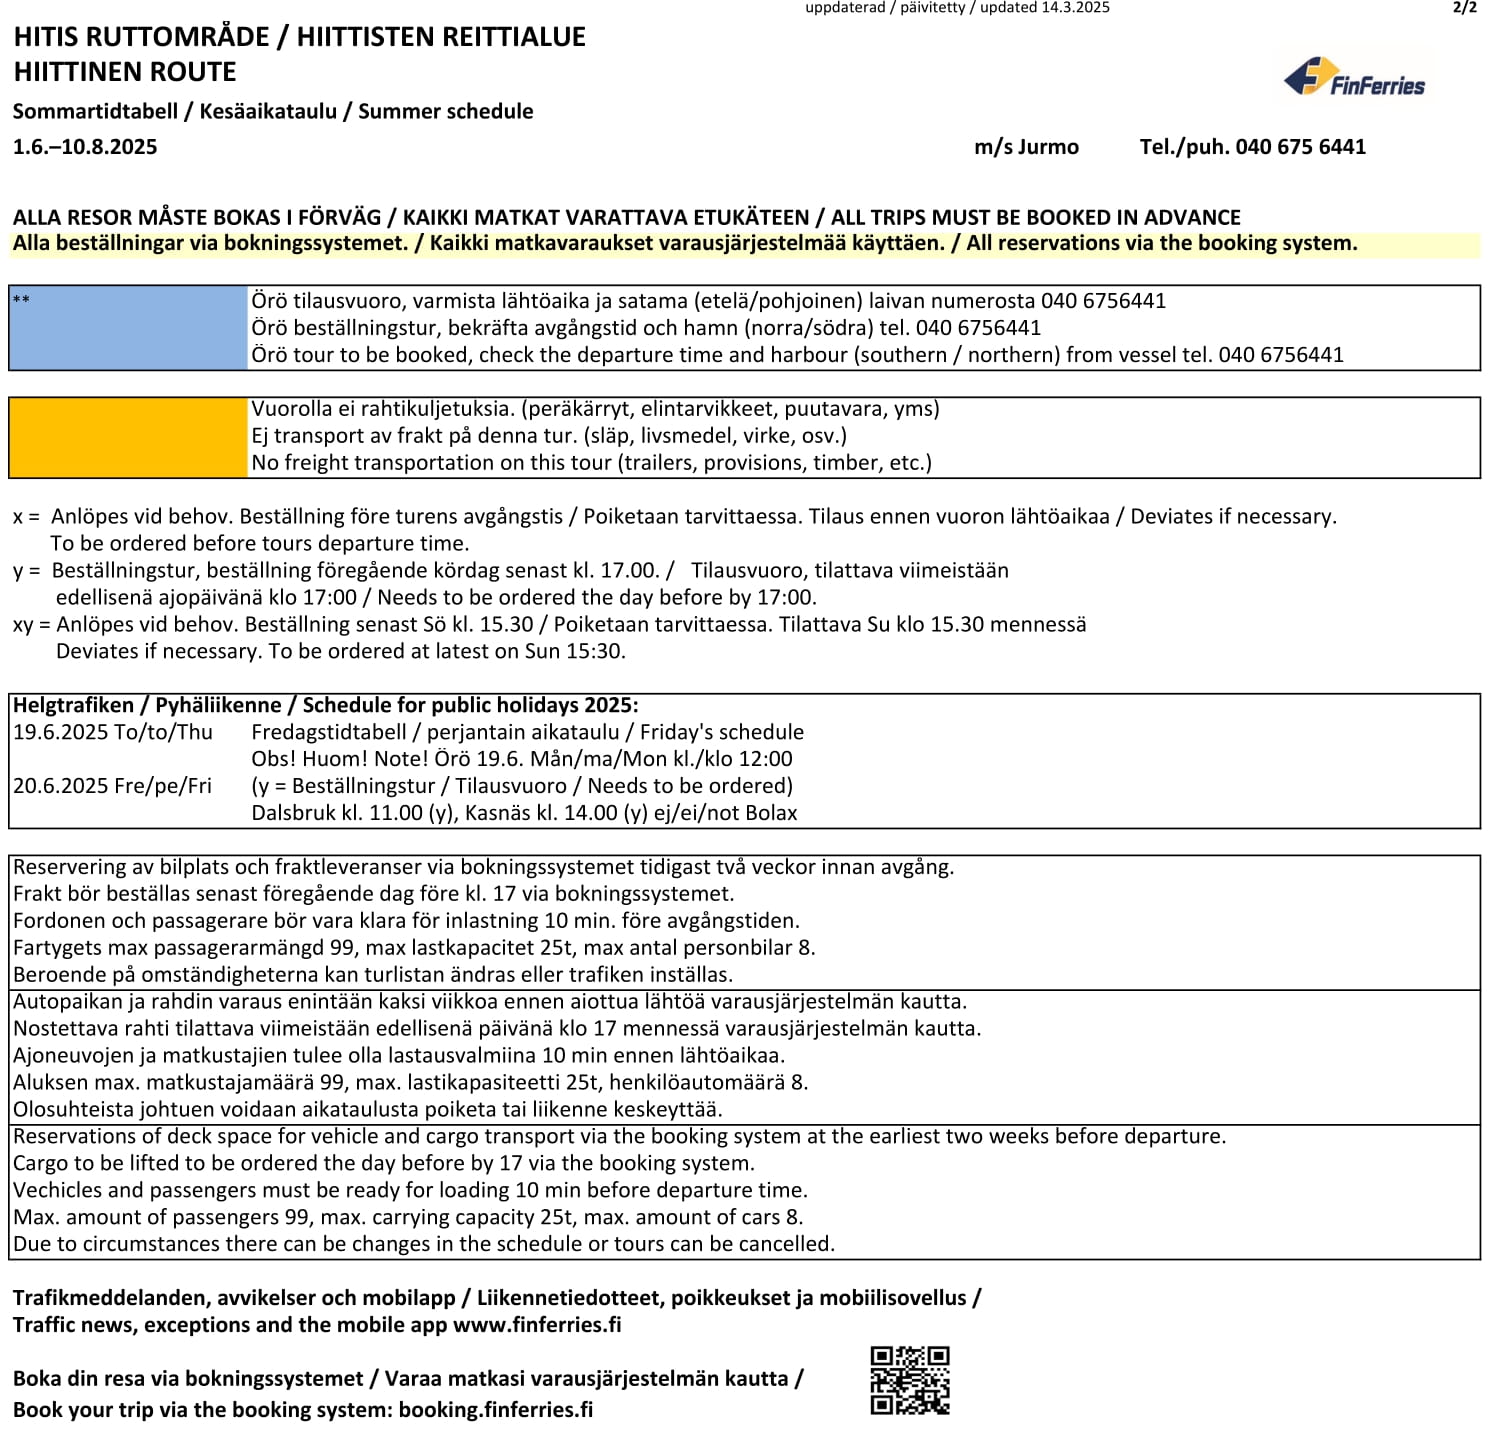 uppdaterad / päivitetty / updated 14.3.2025 2/2
HITIS RUTTOMRÅDE / HIITTISTEN REITTIALUE
HIITTINEN ROUTE
FinFerries
Sommartidtabell / Kesäaikataulu / Summer schedule
1.6.–10.8.2025 m/s Jurmo Tel./puh. 040 675 6441
ALLA RESOR MÅSTE BOKAS I FÖRVÄG / KAIKKI MATKAT VARATTAVA ETUKÄTEEN / ALL TRIPS MUST BE BOOKED IN ADVANCE
Alla beställningar via bokningssystemet. / Kaikki matkavaraukset varausjärjestelmää käyttäen. / All reservations via the booking system.
** Örö tilausvuoro, varmista lähtöaika ja satama (etelä/pohjoinen) laivan numerosta 040 6756441
Örö beställningstur, bekräfta avgångstid och hamn (norra/södra) tel. 040 6756441
Örö tour to be booked, check the departure time and harbour (southern / northern) from vessel tel. 040 6756441
Vuorolla ei rahtikuljetuksia. (peräkärryt, elintarvikkeet, puutavara, yms)
Ej transport av frakt på denna tur. (släp, livsmedel, virke, osv.)
No freight transportation on this tour (trailers, provisions, timber, etc.)
x = Anlöpes vid behov. Beställning före turens avgångstis / Poiketaan tarvittaessa. Tilaus ennen vuoron lähtöaikaa / Deviates if necessary.
To be ordered before tours departure time.
y = Beställningstur, beställning föregående kördag senast kl. 17.00. / Tilausvuoro, tilattava viimeistään
edellisenä ajopäivänä klo 17:00 / Needs to be ordered the day before by 17:00.
xy = Anlöpes vid behov. Beställning senast Sö kl. 15.30 / Poiketaan tarvittaessa. Tilattava Su klo 15.30 mennessä
Deviates if necessary. To be ordered at latest on Sun 15:30.
Helgtrafiken / Pyhäliikenne / Schedule for public holidays 2025:
19.6.2025 To/to/Thu Fredagstidtabell / perjantain aikataulu / Friday's schedule
Obs! Huom! Note! Örö 19.6. Mån/ma/Mon kl./klo 12:00
20.6.2025 Fre/pe/Fri (y = Beställningstur / Tilausvuoro / Needs to be ordered)
Dalsbruk kl. 11.00 (y), Kasnäs kl. 14.00 (y) ej/ei/not Bolax
Reservering av bilplats och fraktleveranser via bokningssystemet tidigast två veckor innan avgång.
Frakt bör beställas senast föregående dag före kl. 17 via bokningssystemet.
Fordonen och passagerare bör vara klara för inlastning 10 min. före avgångstiden.
Fartygets max passagerarmängd 99, max lastkapacitet 25t, max antal personbilar 8.
Beroende på omständigheterna kan turlistan ändras eller trafiken inställas.
Autopaikan ja rahdin varaus enintään kaksi viikkoa ennen aiottua lähtöä varausjärjestelmän kautta.
Nostettava rahti tilattava viimeistään edellisenä päivänä klo 17 mennessä varausjärjestelmän kautta.
Ajoneuvojen ja matkustajien tulee olla lastausvalmiina 10 min ennen lähtöaikaa.
Aluksen max. matkustajamäärä 99, max. lastikapasiteetti 25t, henkilöautomäärä 8.
Olosuhteista johtuen voidaan aikataulusta poiketa tai liikenne keskeyttää.
Reservations of deck space for vehicle and cargo transport via the booking system at the earliest two weeks before departure.
Cargo to be lifted to be ordered the day before by 17 via the booking system.
Vechicles and passengers must be ready for loading 10 min before departure time.
Max. amount of passengers 99, max. carrying capacity 25t, max. amount of cars 8.
Due to circumstances there can be changes in the schedule or tours can be cancelled.
Trafikmeddelanden, avvikelser och mobilapp / Liikennetiedotteet, poikkeukset ja mobiilisovellus /
Traffic news, exceptions and the mobile app www.finferries.fi
Boka din resa via bokningssystemet / Varaa matkasi varausjärjestelmän kautta /
Book your trip via the booking system: booking.finferries.fi